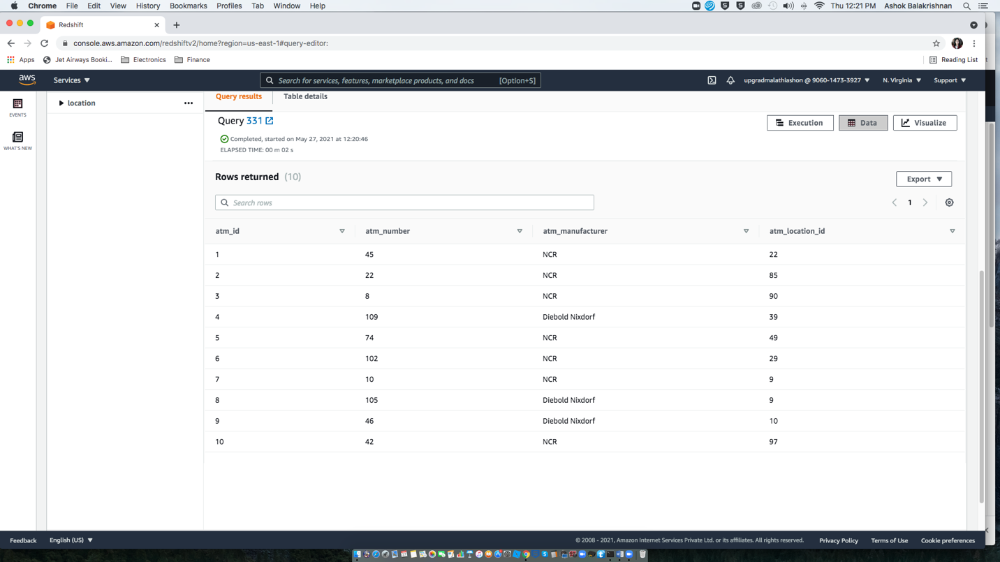 Chrome File Edit View History Bookmarks Profiles Tab Window Help Thu 12:21 PM Ashok Balakrishnan
Redshift
console.aws.amazon.com/redshiftv2/home?region=us-east-1#query-editor:
Apps Jet Airways Booki... Electronics Finance Reading List
aws Services Search for services, features, marketplace products, and docs [Option+S] upgradmalathiashon @ 9060-1473-3927 N. Virginia Support
EVENTS
WHAT'S NEW
location
Query results Table details
Query 331 Execution Data Visualize
Completed, started on May 27, 2021 at 12:20:46
ELAPSED TIME: 00 m 02 s
Rows returned (10) Export
Search rows 1
atm_id atm_number atm_manufacturer atm_location_id
1 45 NCR 22
2 22 NCR 85
3 8 NCR 90
4 109 Diebold Nixdorf 39
5 74 NCR 49
6 102 NCR 29
7 10 NCR 9
8 105 Diebold Nixdorf 9
9 46 Diebold Nixdorf 10
10 42 NCR 97
Feedback English (US) © 2008 - 2021, Amazon Internet Services Private Ltd. or its affiliates. All rights reserved. Privacy Policy Terms of Use Cookie preferences